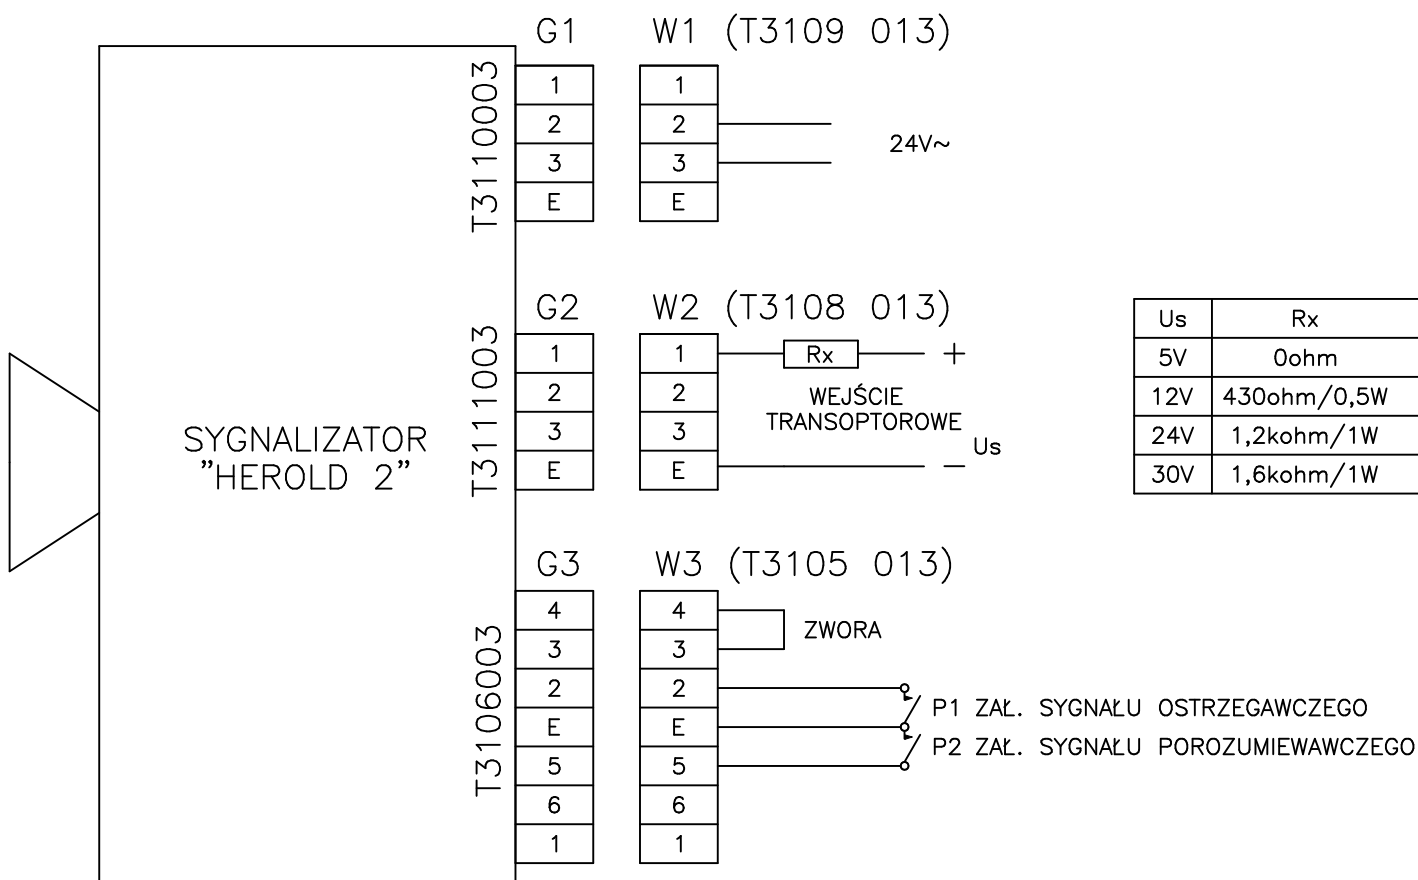 G1 W1 (T3109 013)
T3110003
1 1
2 2
3 3
E E
24V~
G2 W2 (T3108 013)
T3111003
1 1
2 2
3 3
E E
Rx +
WEJŚCIE
TRANSOPTOROWE
Us
−
Us Rx
5V 0ohm
12V 430ohm/0,5W
24V 1,2kohm/1W
30V 1,6kohm/1W
SYGNALIZATOR
"HEROLD 2"
G3 W3 (T3105 013)
T3106003
4 4
3 3
2 2
E E
5 5
6 6
1 1
ZWORA
P1 ZAŁ. SYGNAŁU OSTRZEGAWCZEGO
P2 ZAŁ. SYGNAŁU POROZUMIEWAWCZEGO